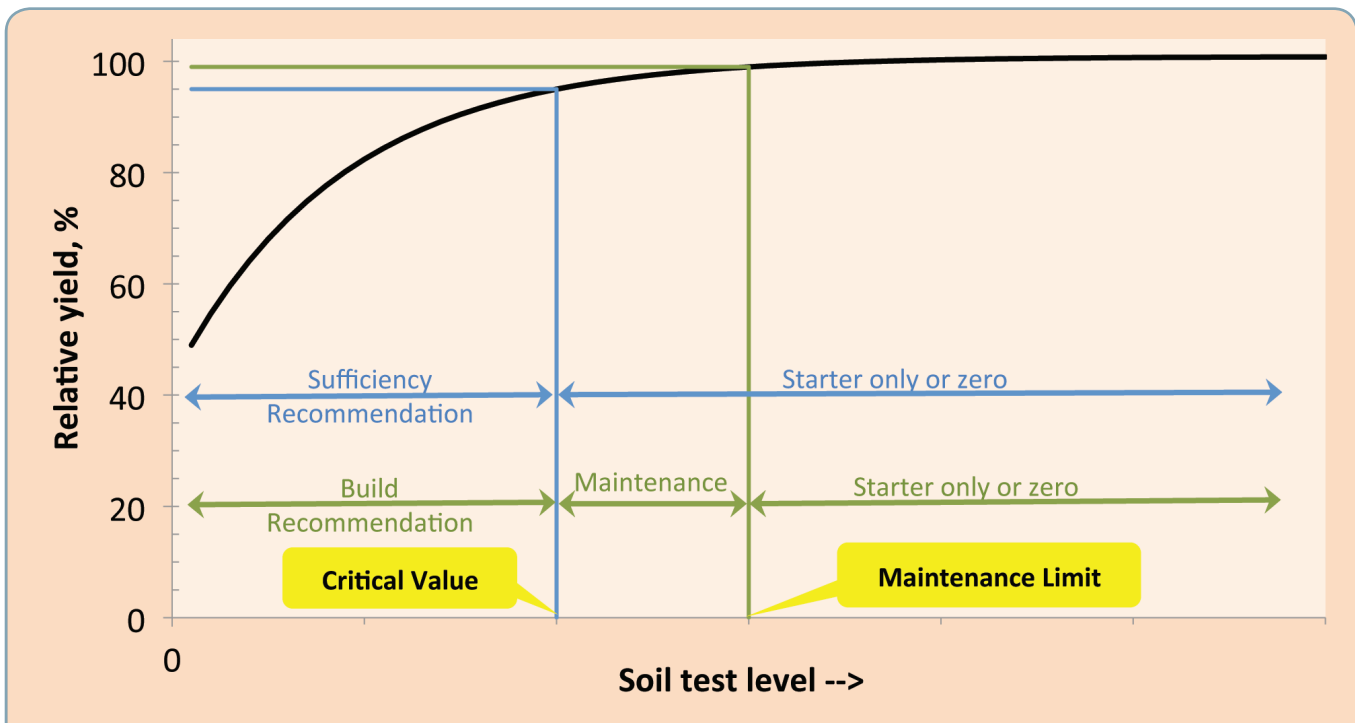 100
80
60
40
20
0
0
Relative yield, %
Sufficiency
Recommendation
Starter only or zero
Build
Recommendation
Maintenance
Starter only or zero
Critical Value
Maintenance Limit
Soil test level -->